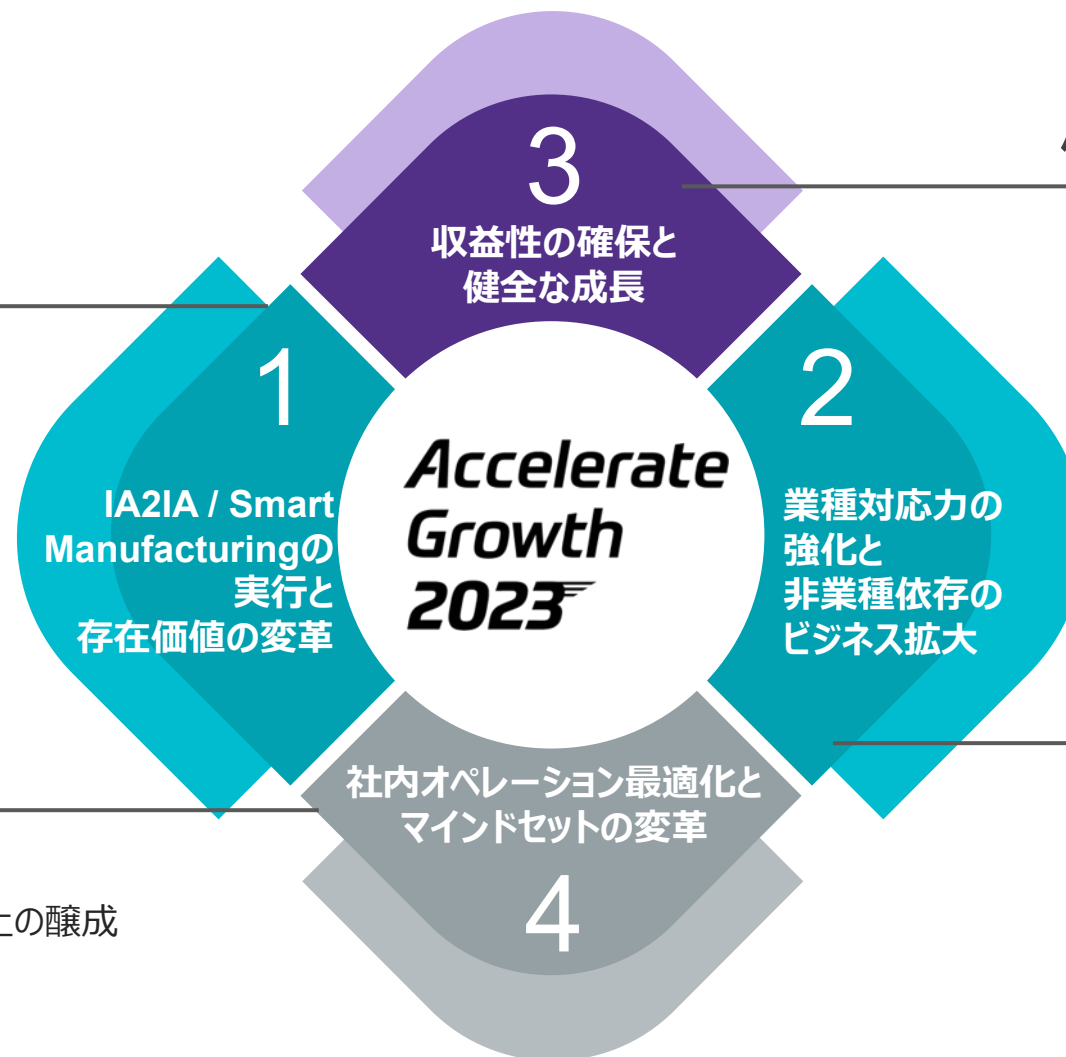 3
収益性の確保と
健全な成長
1
IA2IA / Smart
Manufacturingの
実行と
存在価値の変革
Accelerate
Growth
2023
2
業種対応力の
強化と
非業種依存の
ビジネス拡大
社内オペレーション最適化と
マインドセットの変革
4
の醸成